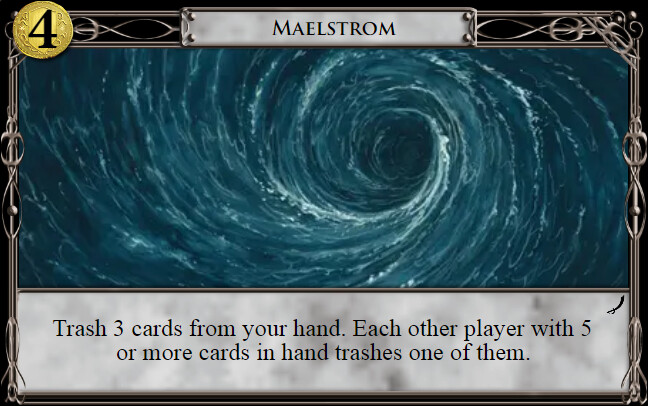 4
Maelstrom
Trash 3 cards from your hand. Each other player with 5
or more cards in hand trashes one of them.